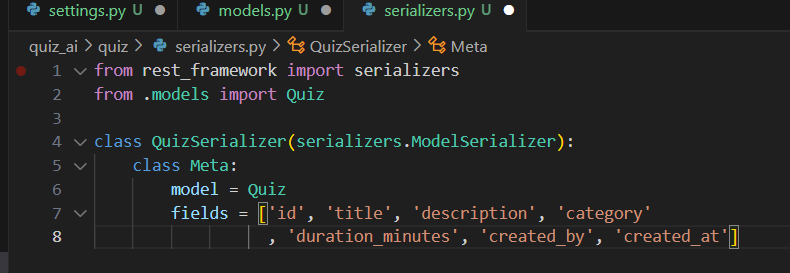 settings.py U
models.py U
serializers.py U
quiz_ai > quiz > serializers.py > QuizSerializer > Meta
1 from rest_framework import serializers
2 from .models import Quiz
3
4 class QuizSerializer(serializers.ModelSerializer):
5     class Meta:
6         model = Quiz
7         fields = ['id', 'title', 'description', 'category'
8                   , 'duration_minutes', 'created_by', 'created_at']